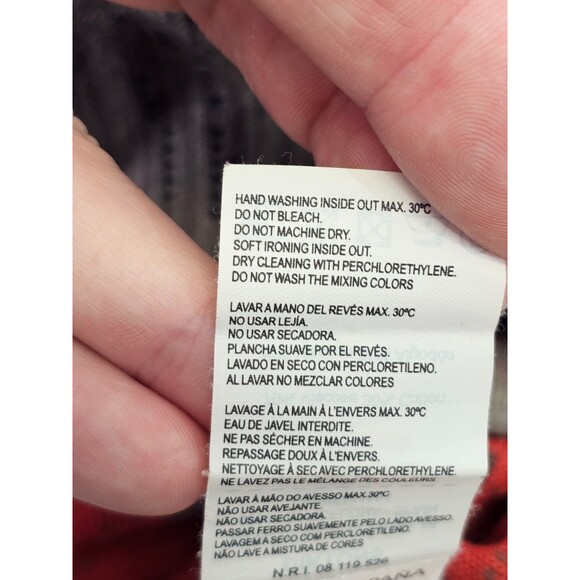 HAND WASHING INSIDE OUT MAX. 30ºC
DO NOT BLEACH.
DO NOT MACHINE DRY.
SOFT IRONING INSIDE OUT.
DRY CLEANING WITH PERCHLORETHYLENE.
DO NOT WASH THE MIXING COLORS
LAVAR A MANO DEL REVÉS MAX. 30ºC
NO USAR LEJÍA.
NO USAR SECADORA.
PLANCHA SUAVE POR EL REVÉS.
LAVADO EN SECO CON PERCLORETILENO.
AL LAVAR NO MEZCLAR COLORES
LAVAGE À LA MAIN À L'ENVERS MAX. 30ºC
EAU DE JAVEL INTERDITE.
NE PAS SÉCHER EN MACHINE.
REPASSAGE DOUX À L'ENVERS.
NETTOYAGE À SEC AVEC PERCHLORETHYLENE.
NE LAVEZ PAS LE MÉLANGE DES COULEURS
LAVAR À MÃO DO AVESSO MAX.30ºC
NÃO USAR AVEJANTE.
NÃO USAR SECADORA.
PASSAR FERRO SUAVEMENTE PELO LADO AVESSO.
LAVAGEM A SECO COM PERCLORETILENO.
NÃO LAVE A MISTURA DE CORES
N.R.I. 08.119.526